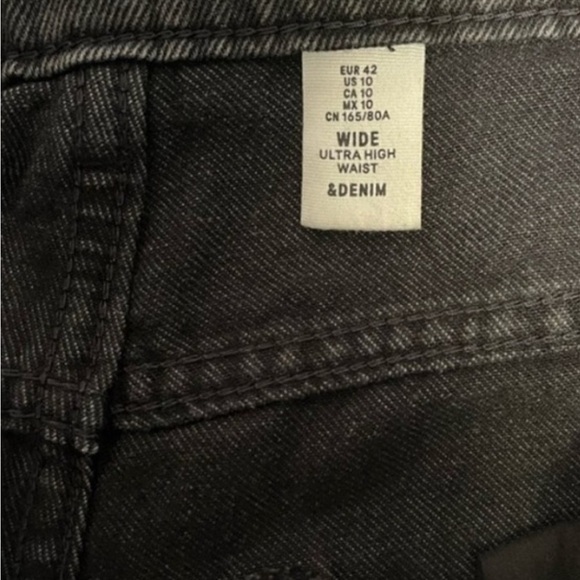 EUR 42
US 10
CA 10
MX 10
CN 165/80A
WIDE
ULTRA HIGH
WAIST
&DENIM